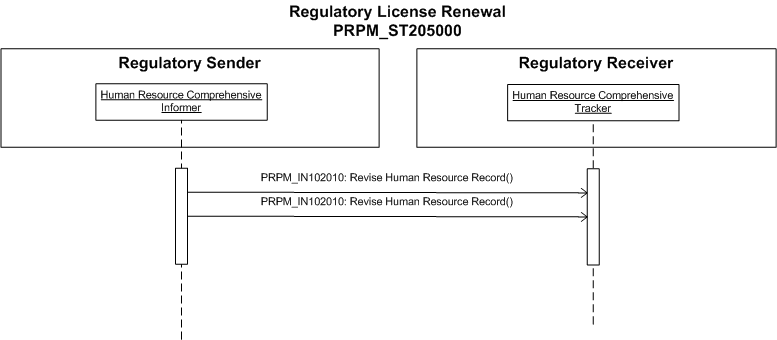 Regulatory License Renewal
PRPM_ST205000
Regulatory Sender
Human Resource Comprehensive
Informer
Regulatory Receiver
Human Resource Comprehensive
Tracker
PRPM_IN102010: Revise Human Resource Record()
PRPM_IN102010: Revise Human Resource Record()